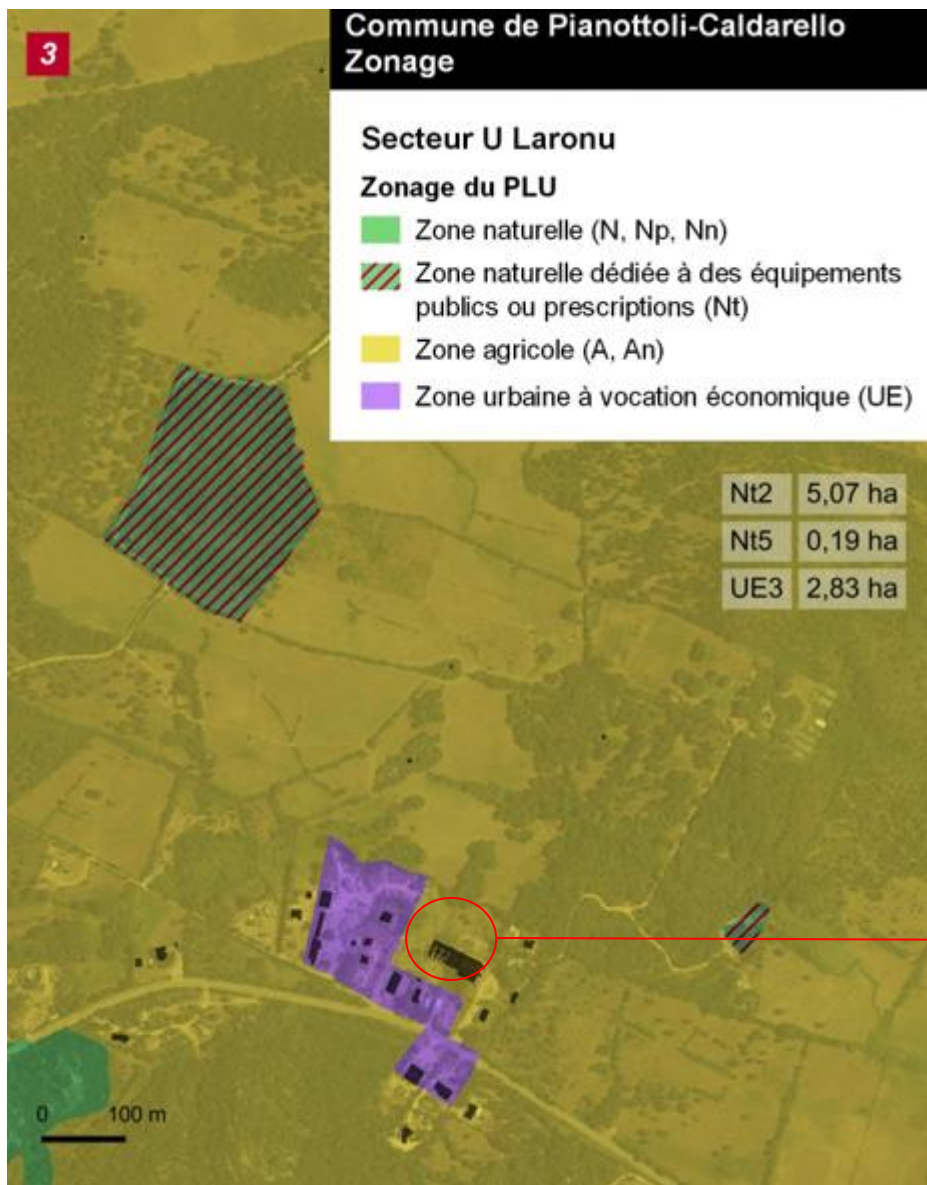 3
Commune de Pianottoli-Caldarello
Zonage
Secteur U Laronu
Zonage du PLU
Zone naturelle (N, Np, Nn)
Zone naturelle dédiée à des équipements
publics ou prescriptions (Nt)
Zone agricole (A, An)
Zone urbaine à vocation économique (UE)
Nt2 5,07 ha
Nt5 0,19 ha
UE3 2,83 ha
0 100 m